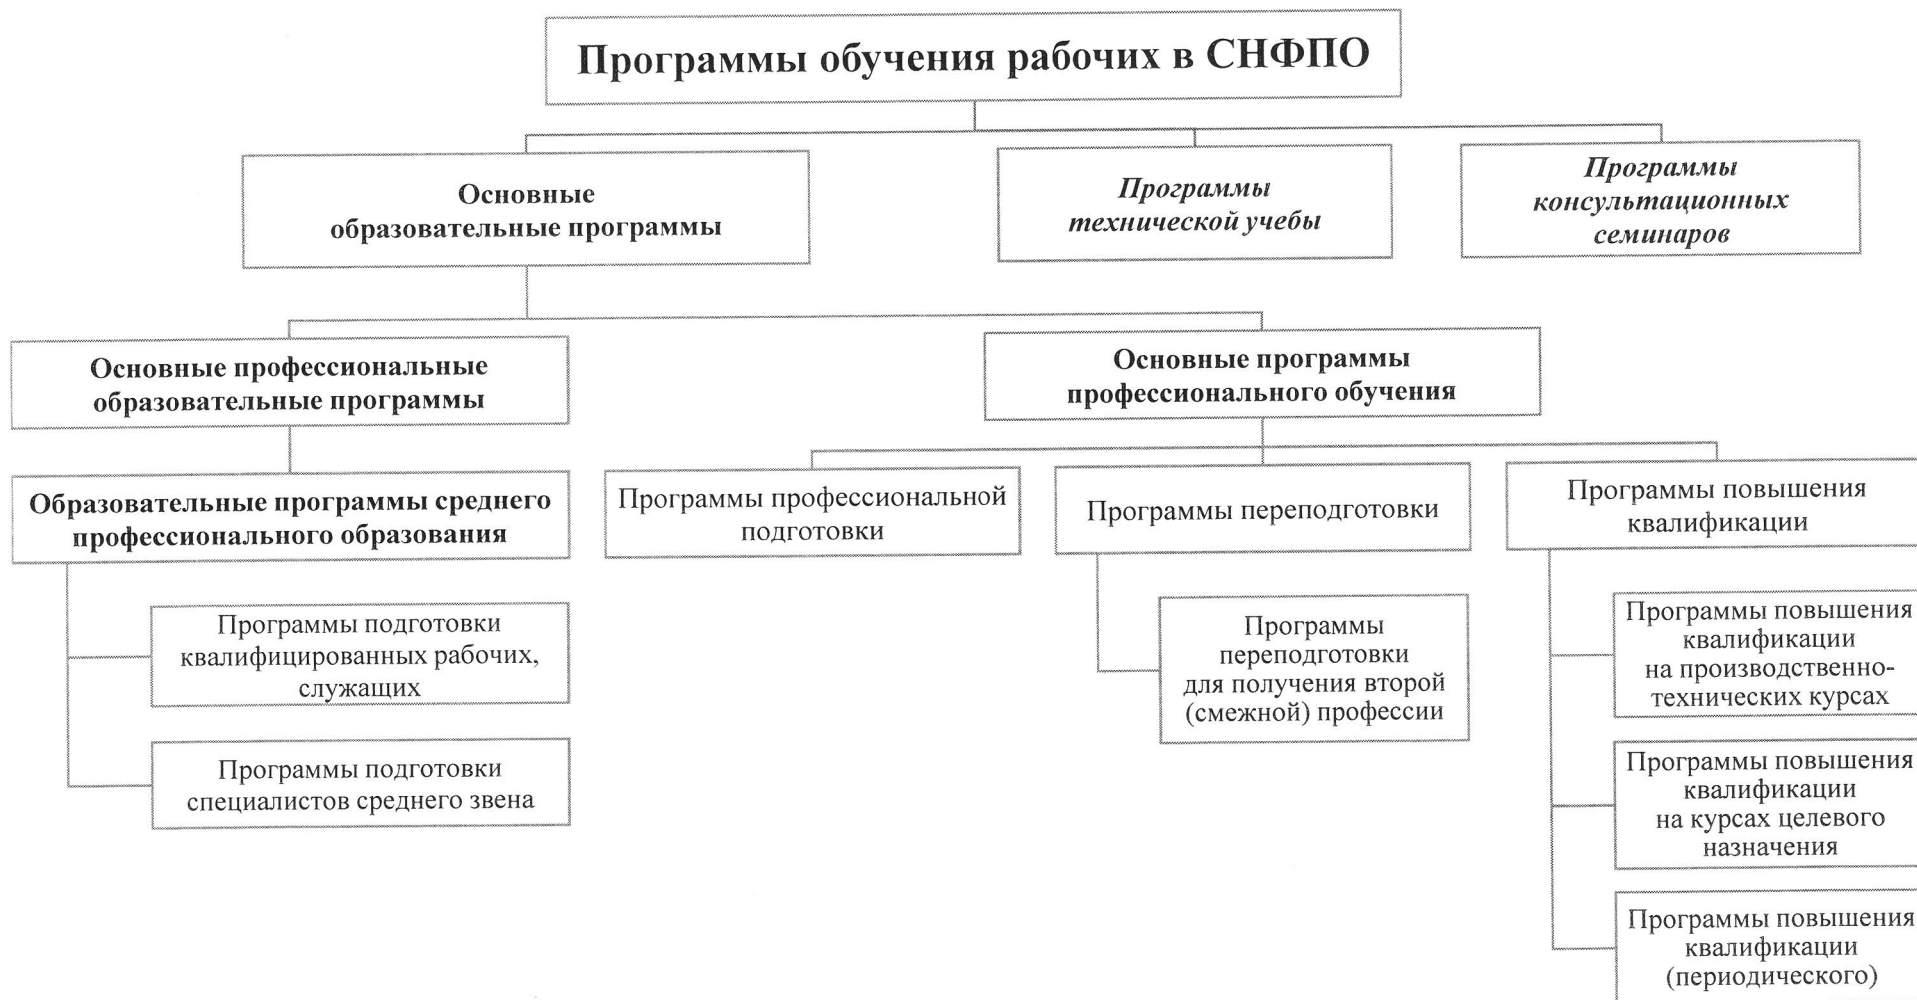 Программы обучения рабочих в СНФПО
Основные
образовательные программы
Программы
технической учебы
Программы
консультационных
семинаров
Основные профессиональные
образовательные программы
Основные программы
профессионального обучения
Образовательные программы среднего
профессионального образования
Программы профессиональной
подготовки
Программы переподготовки
Программы повышения
квалификации
Программы подготовки
квалифицированных рабочих,
служащих
Программы подготовки
специалистов среднего звена
Программы
переподготовки
для получения второй
(смежной) профессии
Программы повышения
квалификации
на производственно-
технических курсах
Программы повышения
квалификации
на курсах целевого
назначения
Программы повышения
квалификации
(периодического)